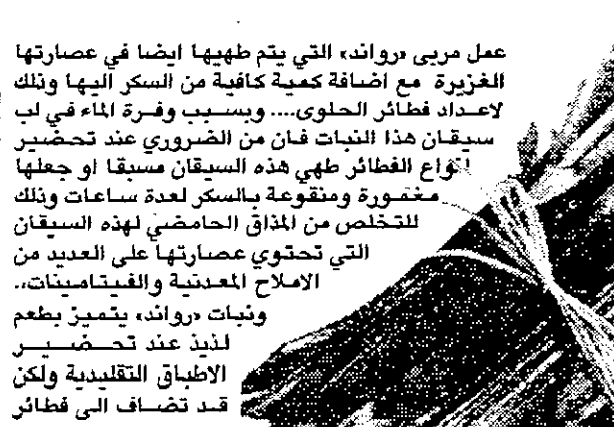 عمل مربى «رواند» التي يتم طهيها ايضا في عصارتها
الغزيرة مع اضافة كمية كافية من السكر اليها وذلك
لاعداد فطائر الحلوى.... وبسبب وفرة الماء في لب
سيقان هذا النبات فان من الضروري عند تحضير
انواع الفطائر طهي هذه السيقان مسبقا او جعلها
مغمورة ومنقوعة بالسكر لعدة ساعات وذلك
للتخلص من المذاق الحامضي لهذه السيقان
التي تحتوي عصارتها على العديد من
الاملاح المعدنية والفيتامينات..
ونبات «رواند» يتميز بطعم
لذيذ عند تحضير
الاطباق التقليدية ولكن
قد تضاف الى فطائر